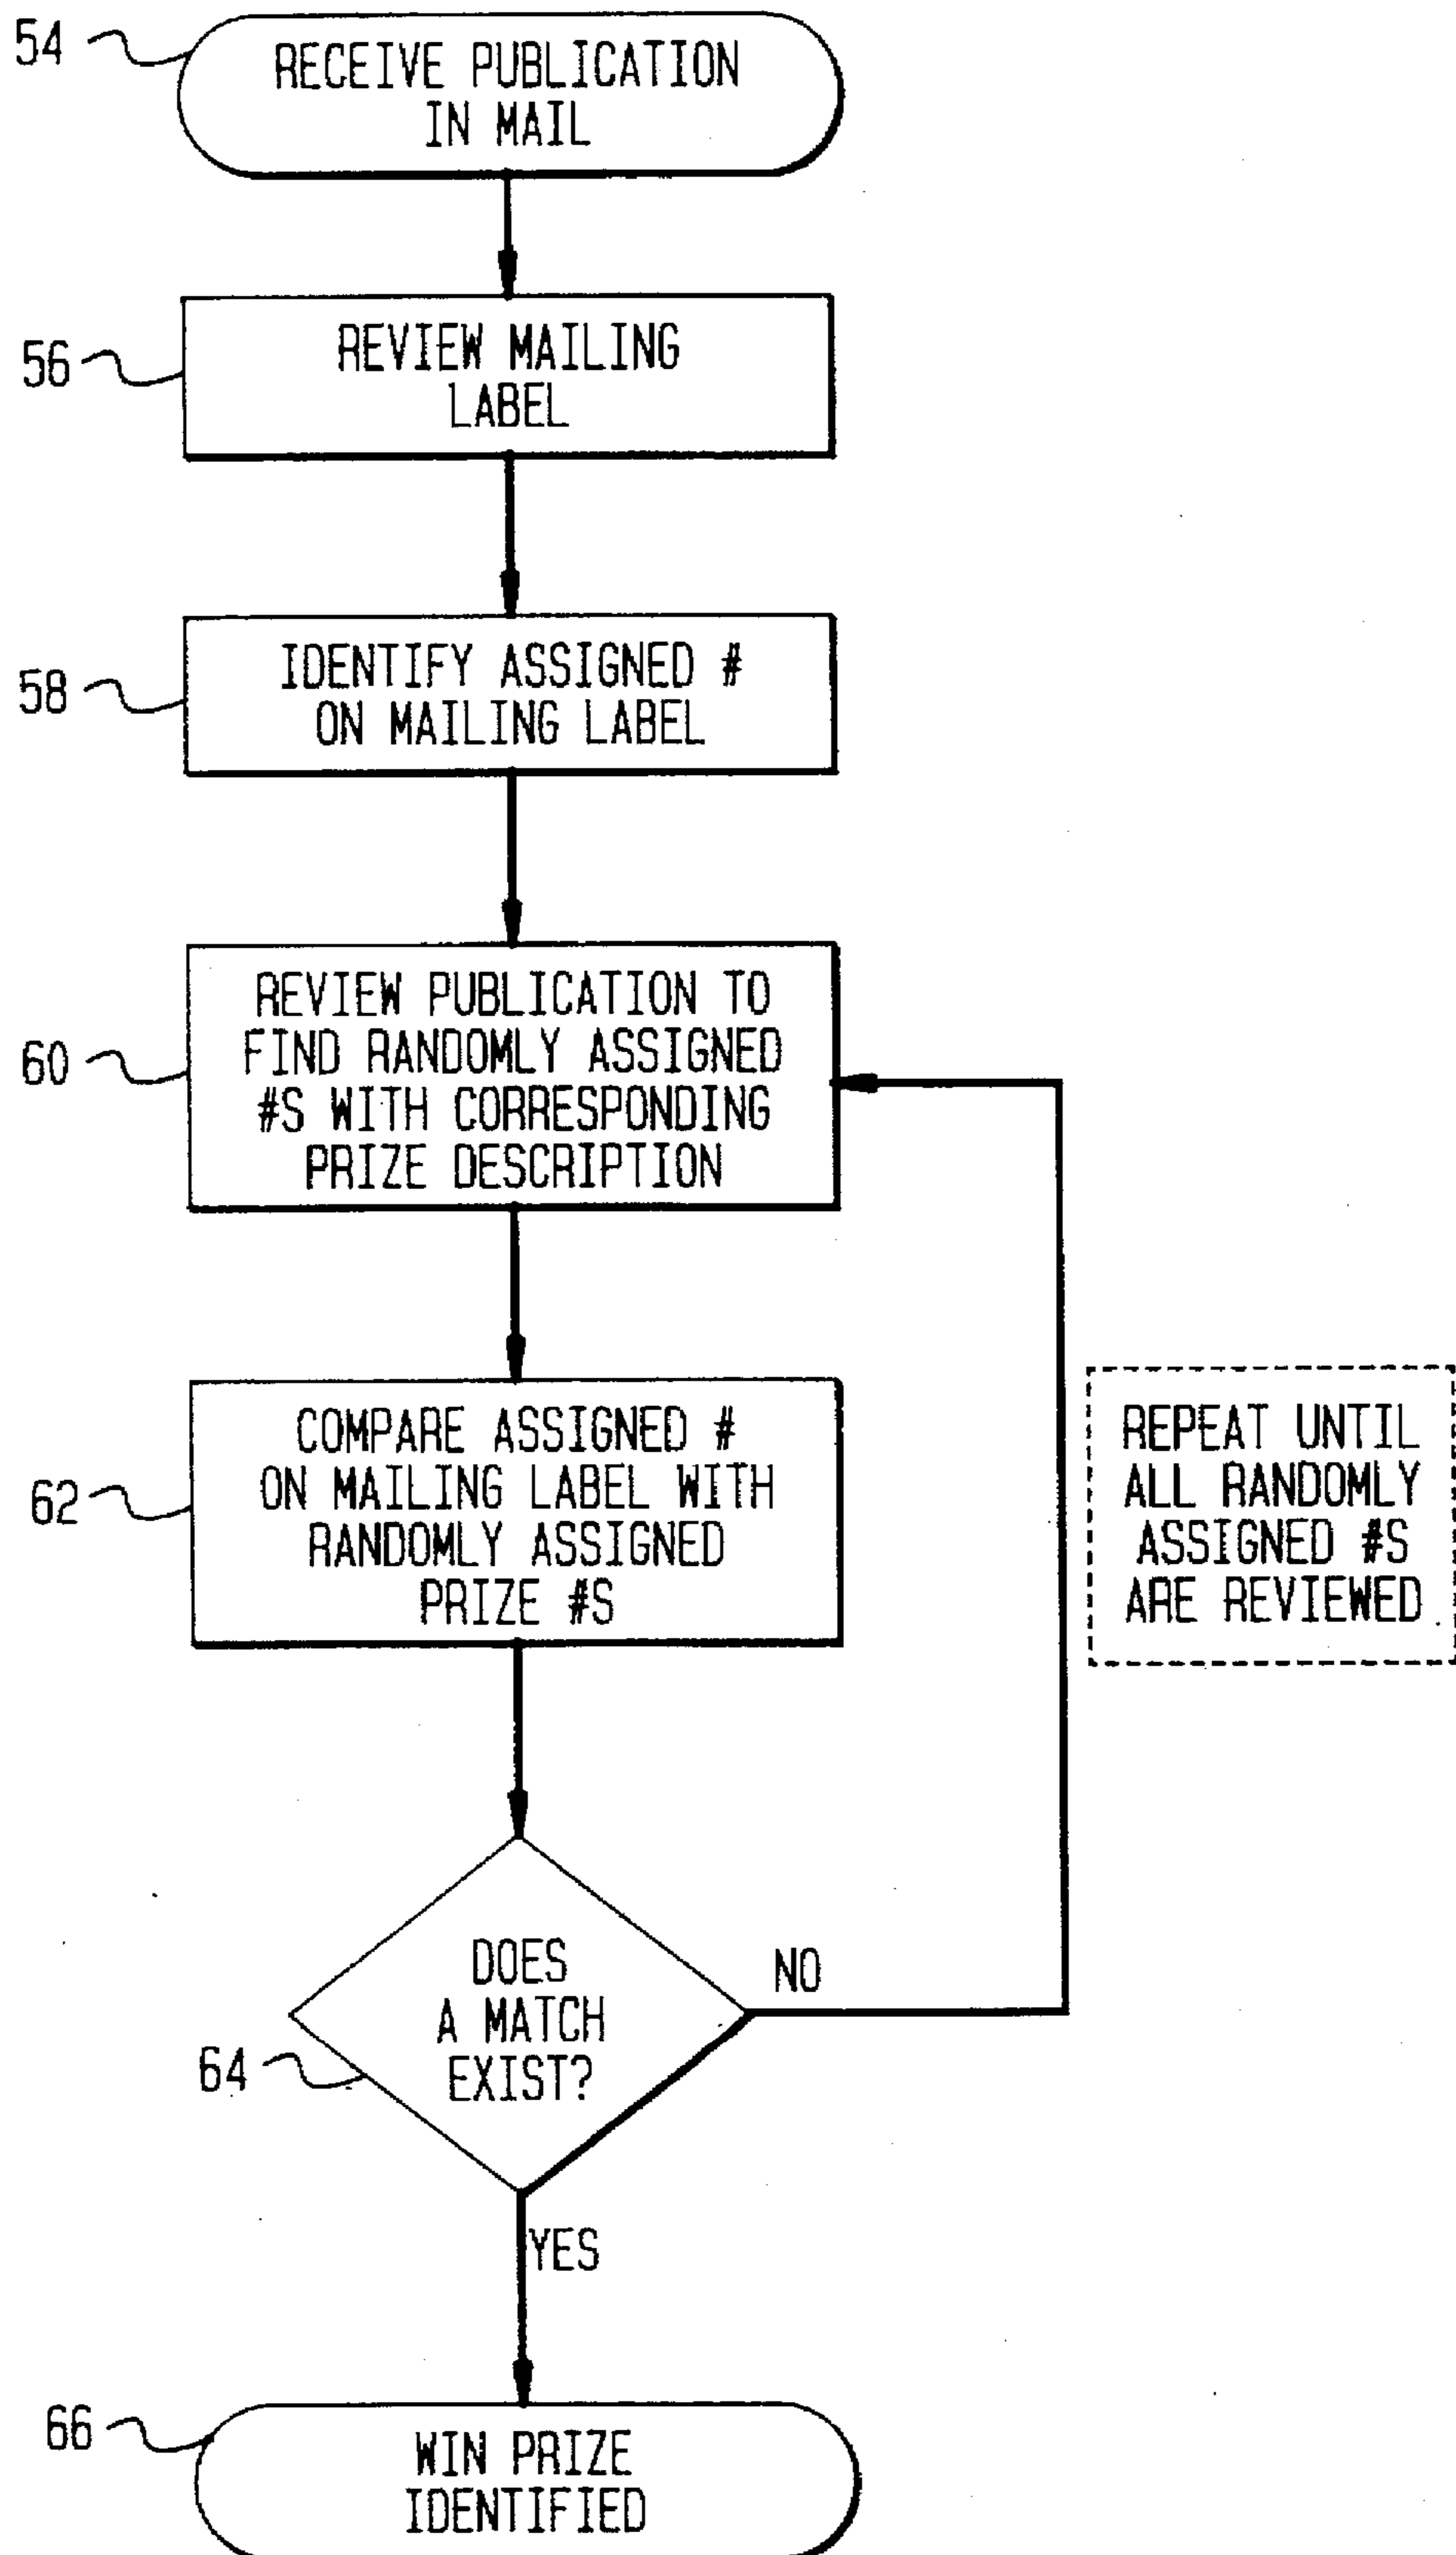 54
RECEIVE PUBLICATION
IN MAIL
56
REVIEW MAILING
LABEL
58
IDENTIFY ASSIGNED #
ON MAILING LABEL
60
REVIEW PUBLICATION TO
FIND RANDOMLY ASSIGNED
#S WITH CORRESPONDING
PRIZE DESCRIPTION
62
COMPARE ASSIGNED #
ON MAILING LABEL WITH
RANDOMLY ASSIGNED
PRIZE #S
REPEAT UNTIL
ALL RANDOMLY
ASSIGNED #S
ARE REVIEWED
64
DOES
A MATCH
EXIST?
NO
YES
66
WIN PRIZE
IDENTIFIED